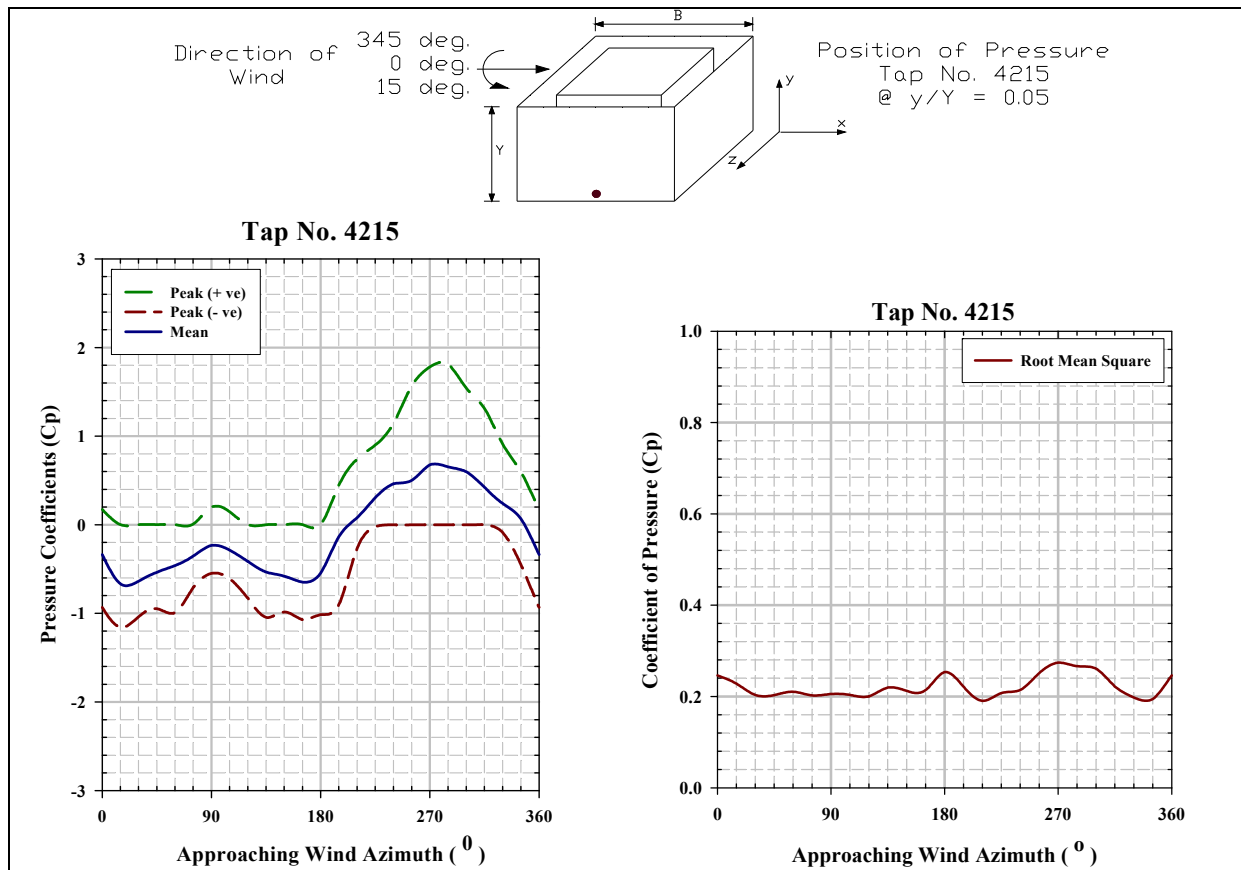 B
Direction of
Wind
345 deg.
0 deg.
15 deg.
Position of Pressure
Tap No. 4215
@ y/Y = 0.05
y
x
z
Y
Tap No. 4215
Peak (+ ve)
Peak (- ve)
Mean
Pressure Coefficients (Cp)
3
2
1
0
-1
-2
-3
0 90 180 270 360
Approaching Wind Azimuth ( 0 )
Tap No. 4215
Root Mean Square
Coefficient of Pressure (Cp)
1.0
0.8
0.6
0.4
0.2
0.0
0 90 180 270 360
Approaching Wind Azimuth ( o )